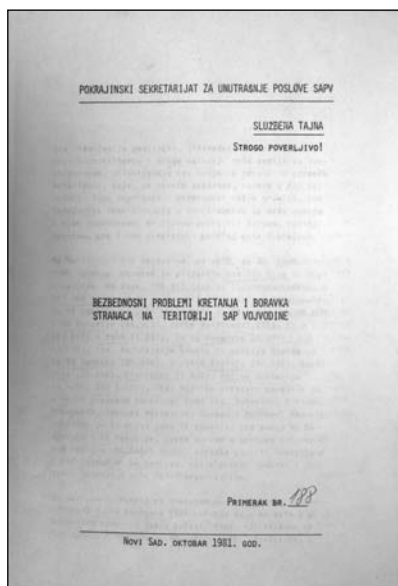 POKRAJINSKI SEKRETARIJAT ZA UNUTRAŠNJE POSLOVE SAPV
SLUŽBENA TAJNA
STROGO POVERLJIVO!
BEZBEDNOSNI PROBLEMI KRETANJA I BORAVKA
STRANACA NA TERITORIJI SAP VOJVODINE
PRIMERAK BR. 188
NOVI SAD. OKTOBAR 1981. GOD.